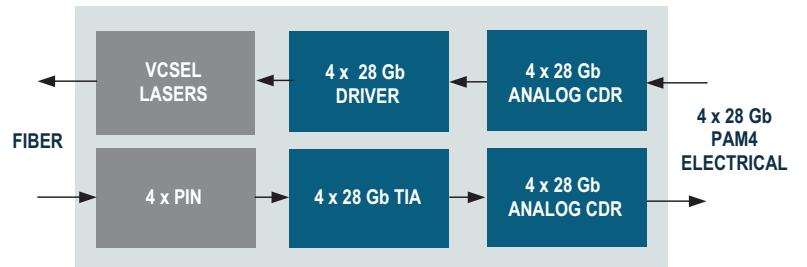 VCSEL
LASERS
4 x 28 Gb
DRIVER
4 x 28 Gb
ANALOG CDR
FIBER
4 x 28 Gb
PAM4
ELECTRICAL
4 x PIN
4 x 28 Gb TIA
4 x 28 Gb
ANALOG CDR